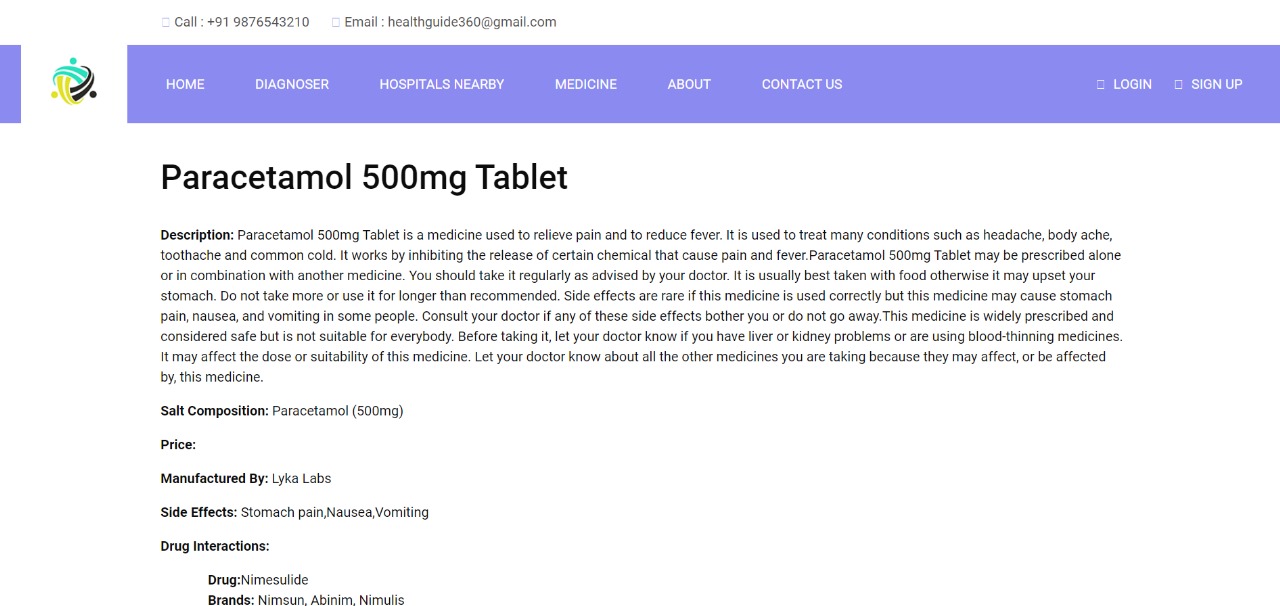 Call : +91 9876543210 Email : healthguide360@gmail.com
HOME DIAGNOSER HOSPITALS NEARBY MEDICINE ABOUT CONTACT US LOGIN SIGN UP
Paracetamol 500mg Tablet
Description: Paracetamol 500mg Tablet is a medicine used to relieve pain and to reduce fever. It is used to treat many conditions such as headache, body ache,
toothache and common cold. It works by inhibiting the release of certain chemical that cause pain and fever.Paracetamol 500mg Tablet may be prescribed alone
or in combination with another medicine. You should take it regularly as advised by your doctor. It is usually best taken with food otherwise it may upset your
stomach. Do not take more or use it for longer than recommended. Side effects are rare if this medicine is used correctly but this medicine may cause stomach
pain, nausea, and vomiting in some people. Consult your doctor if any of these side effects bother you or do not go away.This medicine is widely prescribed and
considered safe but is not suitable for everybody. Before taking it, let your doctor know if you have liver or kidney problems or are using blood-thinning medicines.
It may affect the dose or suitability of this medicine. Let your doctor know about all the other medicines you are taking because they may affect, or be affected
by, this medicine.
Salt Composition: Paracetamol (500mg)
Price:
Manufactured By: Lyka Labs
Side Effects: Stomach pain,Nausea,Vomiting
Drug Interactions:
Drug:Nimesulide
Brands: Nimsun, Abinim, Nimulis